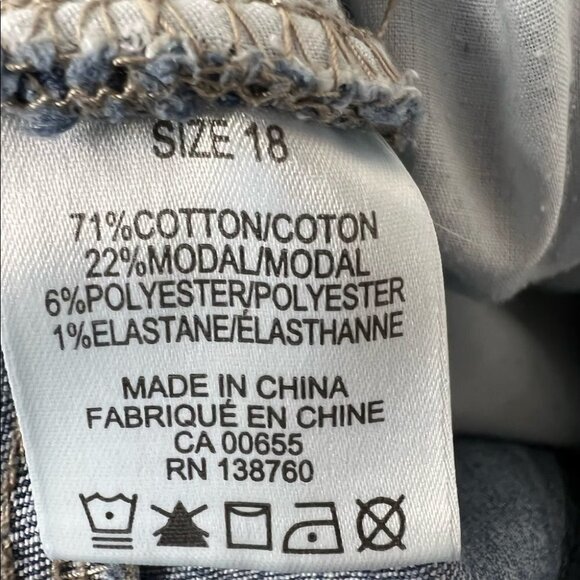 SIZE 18
71%COTTON/COTON
22%MODAL/MODAL
6%POLYESTER/POLYESTER
1%ELASTANE/ÉLASTHANNE
MADE IN CHINA
FABRIQUÉ EN CHINE
CA 00655
RN 138760